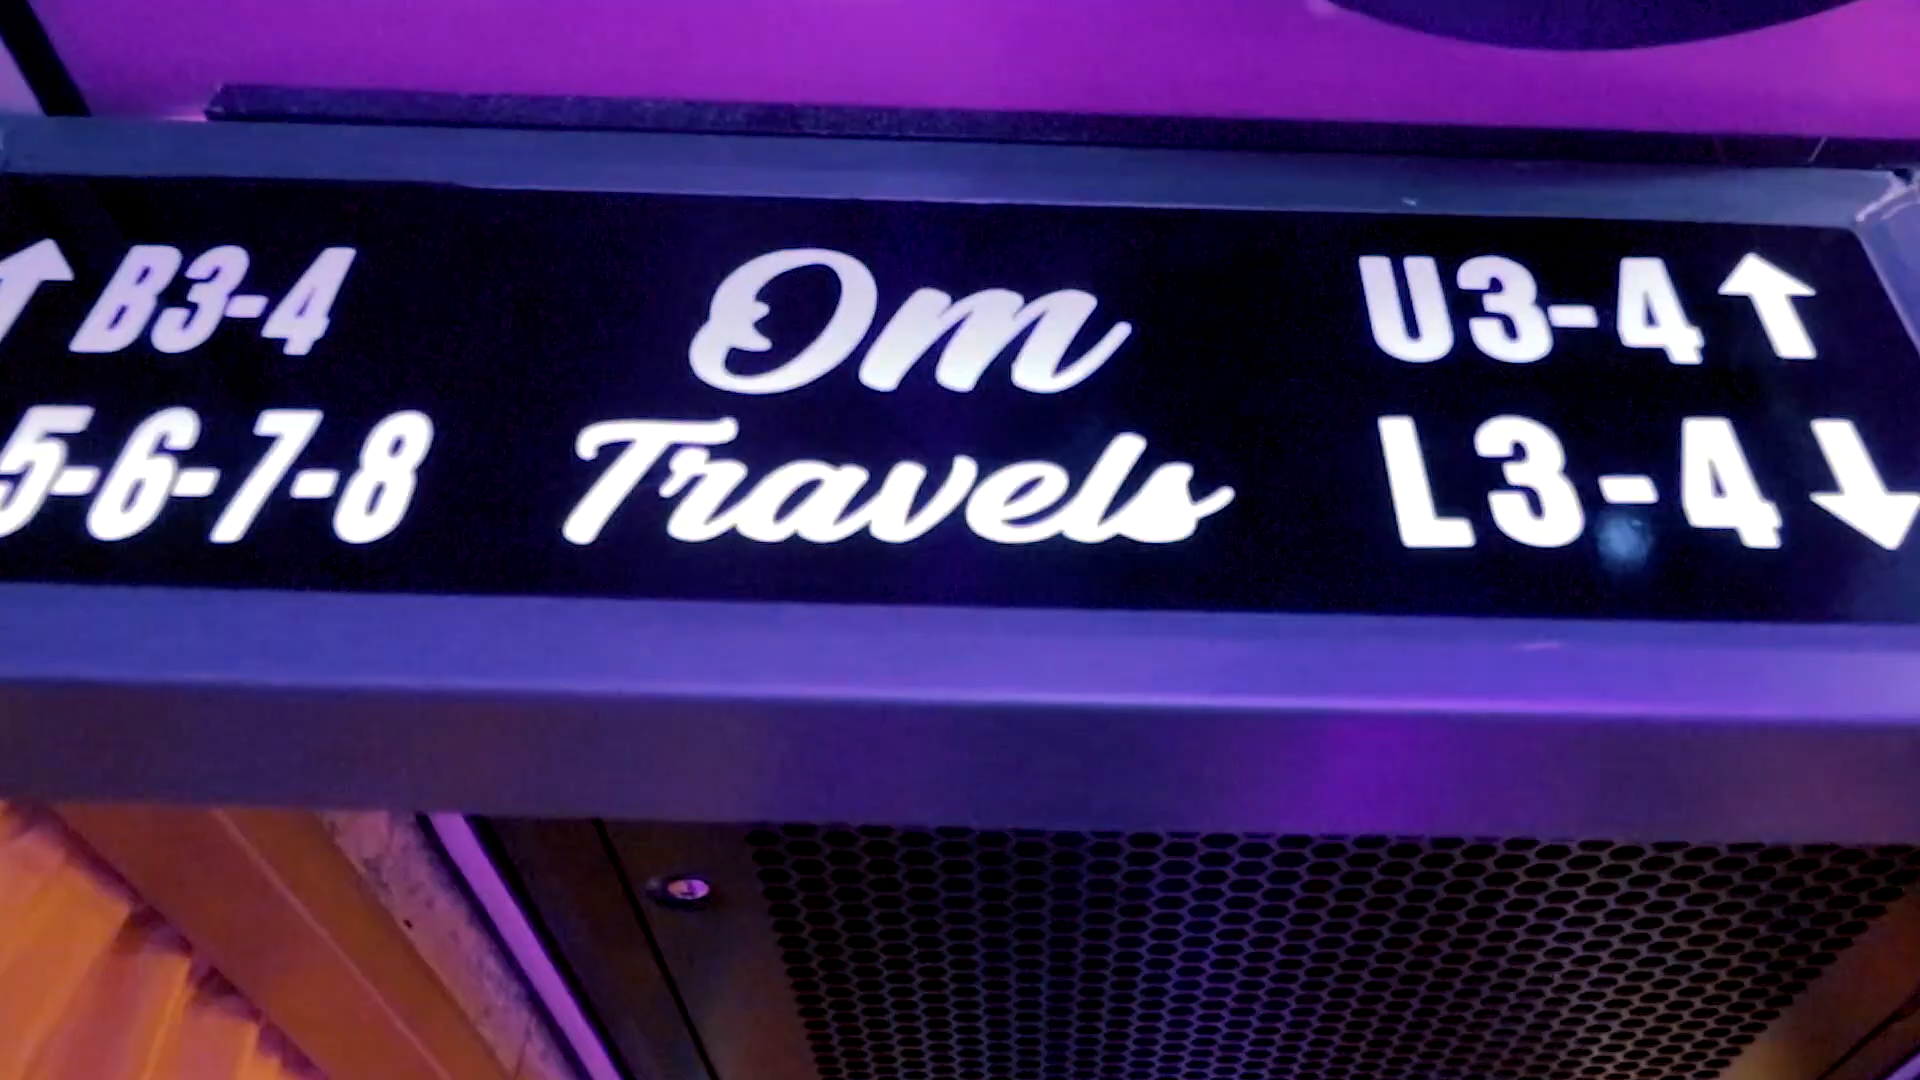 ↑ B3-4
5-6-7-8
Om
Travels
U3-4 ↑
L3-4 ↓